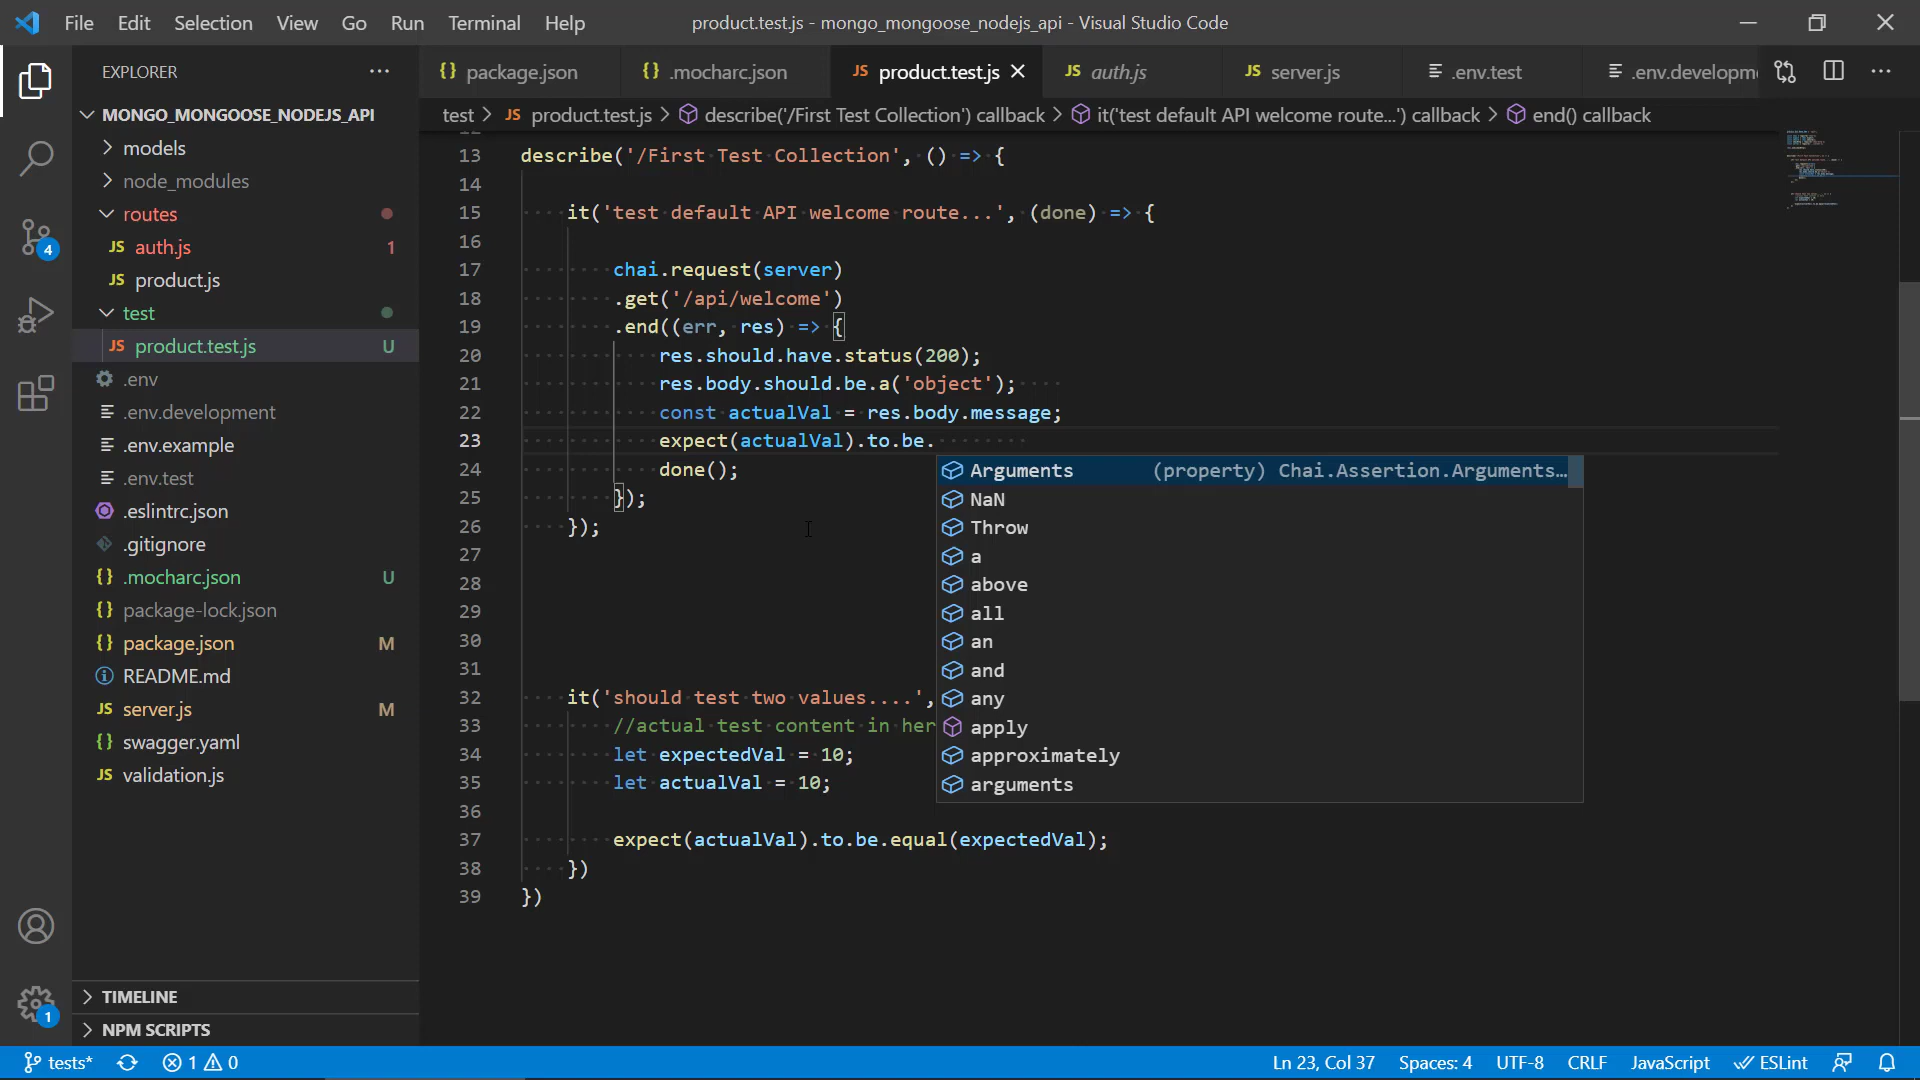 File Edit Selection View Go Run Terminal Help product.test.js - mongo_mongoose_nodejs_api - Visual Studio Code
EXPLORER
package.json .mocharc.json product.test.js auth.js server.js .env.test .env.developm
test > product.test.js > describe('/First Test Collection') callback > it('test default API welcome route...') callback > end() callback
MONGO_MONGOOSE_NODEJS_API
models
node_modules
routes
auth.js 1
product.js
test
product.test.js U
.env
.env.development
.env.example
.env.test
.eslintrc.json
.gitignore
.mocharc.json U
package-lock.json
package.json M
README.md
server.js M
swagger.yaml
validation.js
TIMELINE
NPM SCRIPTS
4
1
13 describe('/First Test Collection', () => {
14
15 it('test default API welcome route...', (done) => {
16
17 chai.request(server)
18 .get('/api/welcome')
19 .end((err, res) => {
20 res.should.have.status(200);
21 res.body.should.be.a('object');
22 const actualVal = res.body.message;
23 expect(actualVal).to.be.
24 done();
25 });
26 });
27
28
29
30
31
32 it('should test two values....',
33 //actual test content in her
34 let expectedVal = 10;
35 let actualVal = 10;
36
37 expect(actualVal).to.be.equal(expectedVal);
38 })
39 })
Arguments (property) Chai.Assertion.Arguments…
NaN
Throw
a
above
all
an
and
any
apply
approximately
arguments
tests* 1 0 Ln 23, Col 37 Spaces: 4 UTF-8 CRLF JavaScript ESLint